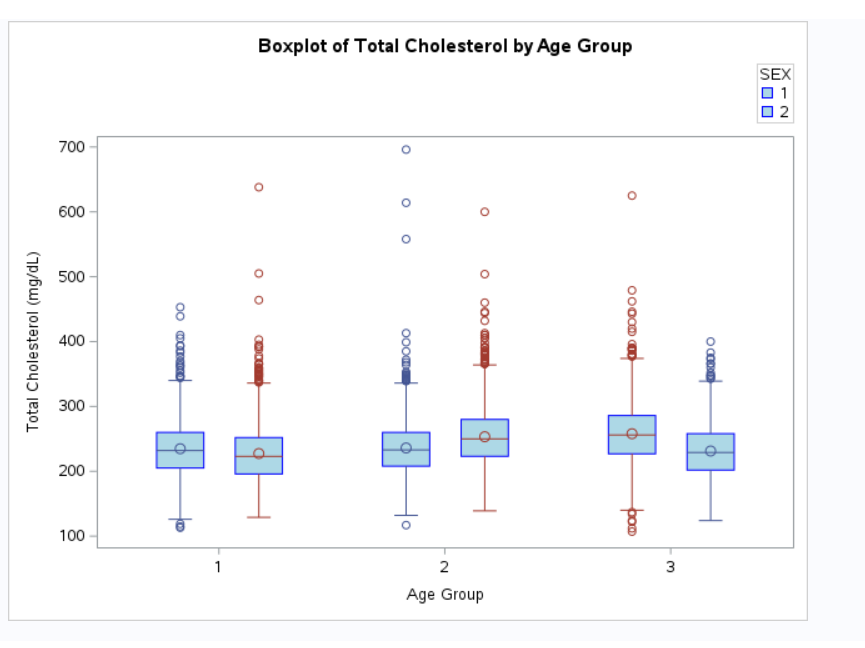 Boxplot of Total Cholesterol by Age Group
SEX
1
2
700
600
500
400
300
200
100
Total Cholesterol (mg/dL)
1 2 3
Age Group